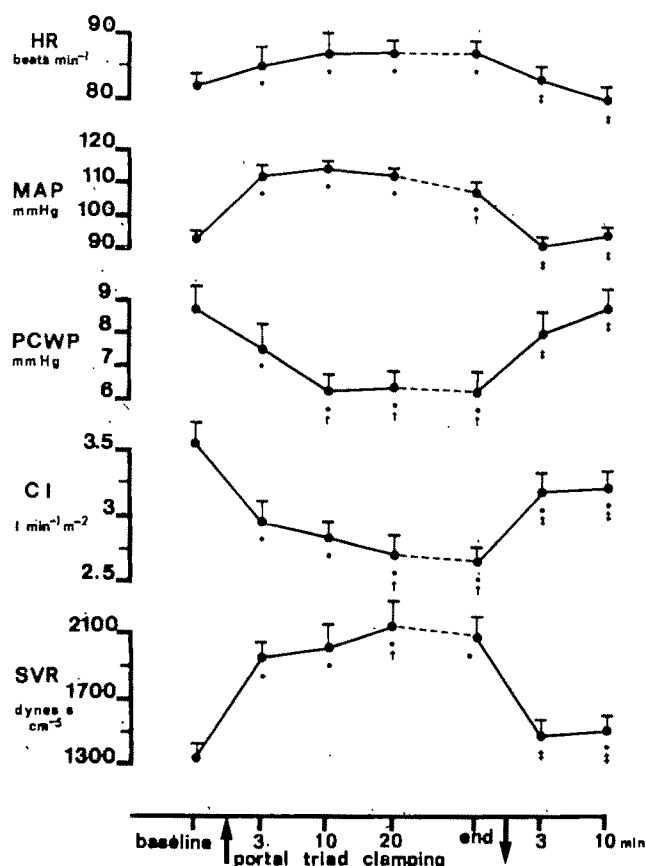 HR
beats min⁻¹
90
80
MAP
mmHg
120
110
100
90
PCWP
mmHg
9
8
7
6
CI
l min⁻¹m⁻²
3.5
3
2.5
SVR
dynes s
cm⁻⁵
2100
1700
1300
baseline 3 10 20 end 3 10 min
portal triad clamping